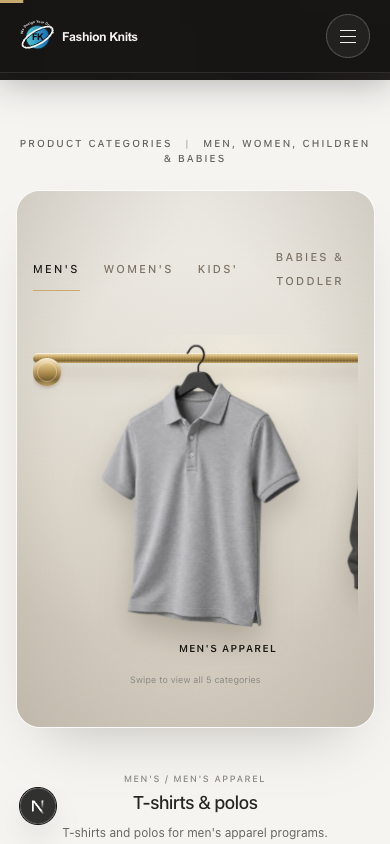 FK
Fashion Knits
PRODUCT CATEGORIES | MEN, WOMEN, CHILDREN
& BABIES
MEN'S
WOMEN'S
KIDS'
BABIES &
TODDLER
MEN'S APPAREL
Swipe to view all 5 categories
MEN'S / MEN'S APPAREL
T-shirts & polos
N
T-shirts and polos for men's apparel programs.